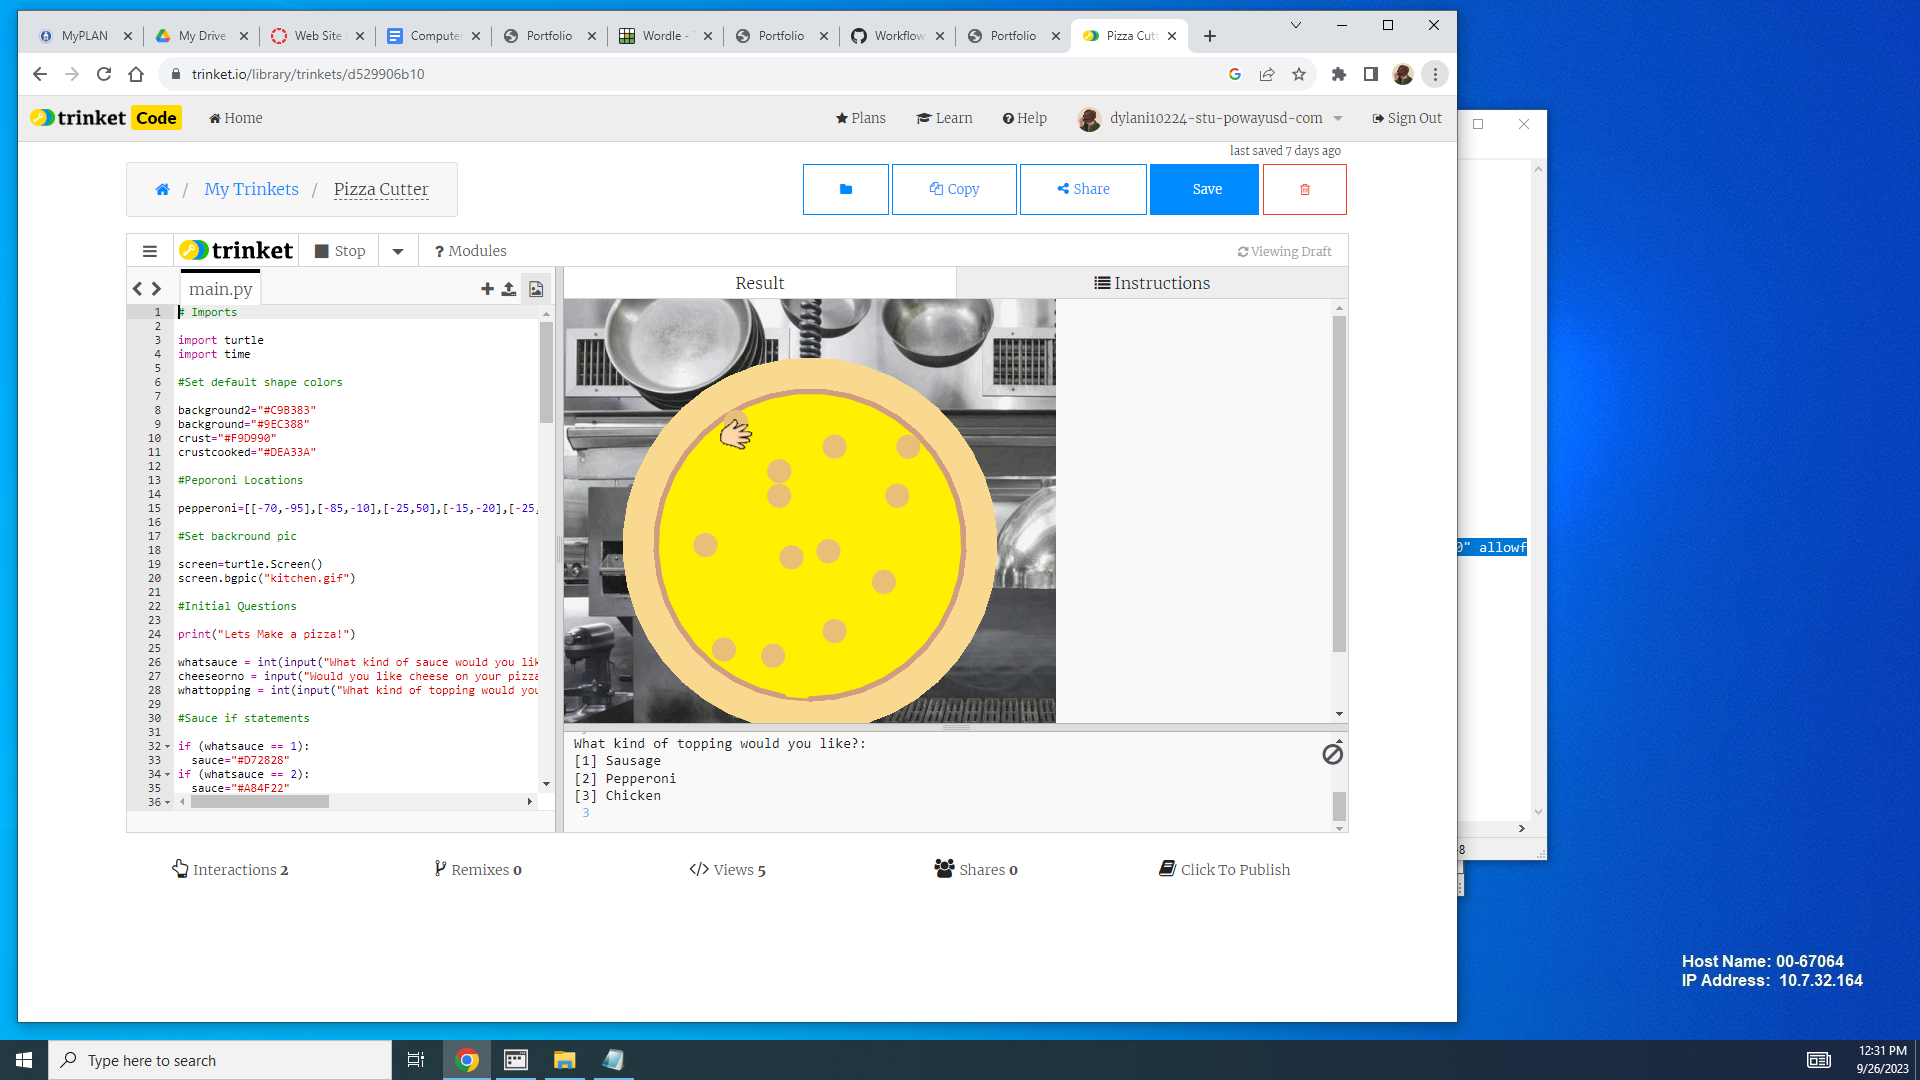 MyPLAN
My Drive
Web Site
Compute
Portfolio
Wordle -
Portfolio
Workflow
Portfolio
Pizza Cutt
trinket.io/library/trinkets/d529906b10
trinket Code
Home
Plans
Learn
Help
dylani10224-stu-powayusd-com
Sign Out
last saved 7 days ago
/ My Trinkets / Pizza Cutter
Copy
Share
Save
trinket
Stop
? Modules
Viewing Draft
main.py
Result
Instructions
1 # Imports
2
3 import turtle
4 import time
5
6 #Set default shape colors
7
8 background2="#C9B383"
9 background="#9EC388"
10 crust="#F9D990"
11 crustcooked="#DEA33A"
12
13 #Peporoni Locations
14
15 pepperoni=[[-70,-95],[-85,-10],[-25,50],[-15,-20],[-25,
16
17 #Set backround pic
18
19 screen=turtle.Screen()
20 screen.bgpic("kitchen.gif")
21
22 #Initial Questions
23
24 print("Lets Make a pizza!")
25
26 whatsauce = int(input("What kind of sauce would you lik
27 cheeseorno = input("Would you like cheese on your pizza
28 whattopping = int(input("What kind of topping would you
29
30 #Sauce if statements
31
32 if (whatsauce == 1):
33 sauce="#D72828"
34 if (whatsauce == 2):
35 sauce="#A84F22"
36
What kind of topping would you like?:
[1] Sausage
[2] Pepperoni
[3] Chicken
3
0" allowf
8
Interactions 2
Remixes 0
Views 5
Shares 0
Click To Publish
Host Name: 00-67064
IP Address: 10.7.32.164
Type here to search
12:31 PM
9/26/2023